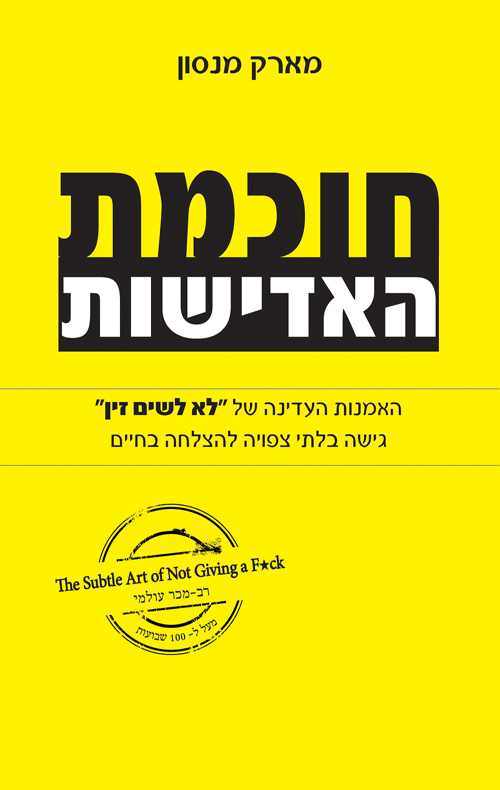 מארק מנסון
חוכמת
האדישות
האמנות העדינה של "לא לשים זין"
גישה בלתי צפויה להצלחה בחיים
The Subtle Art of Not Giving a F★ck
רב-מכר עולמי
מעל ל- 100 שבועות